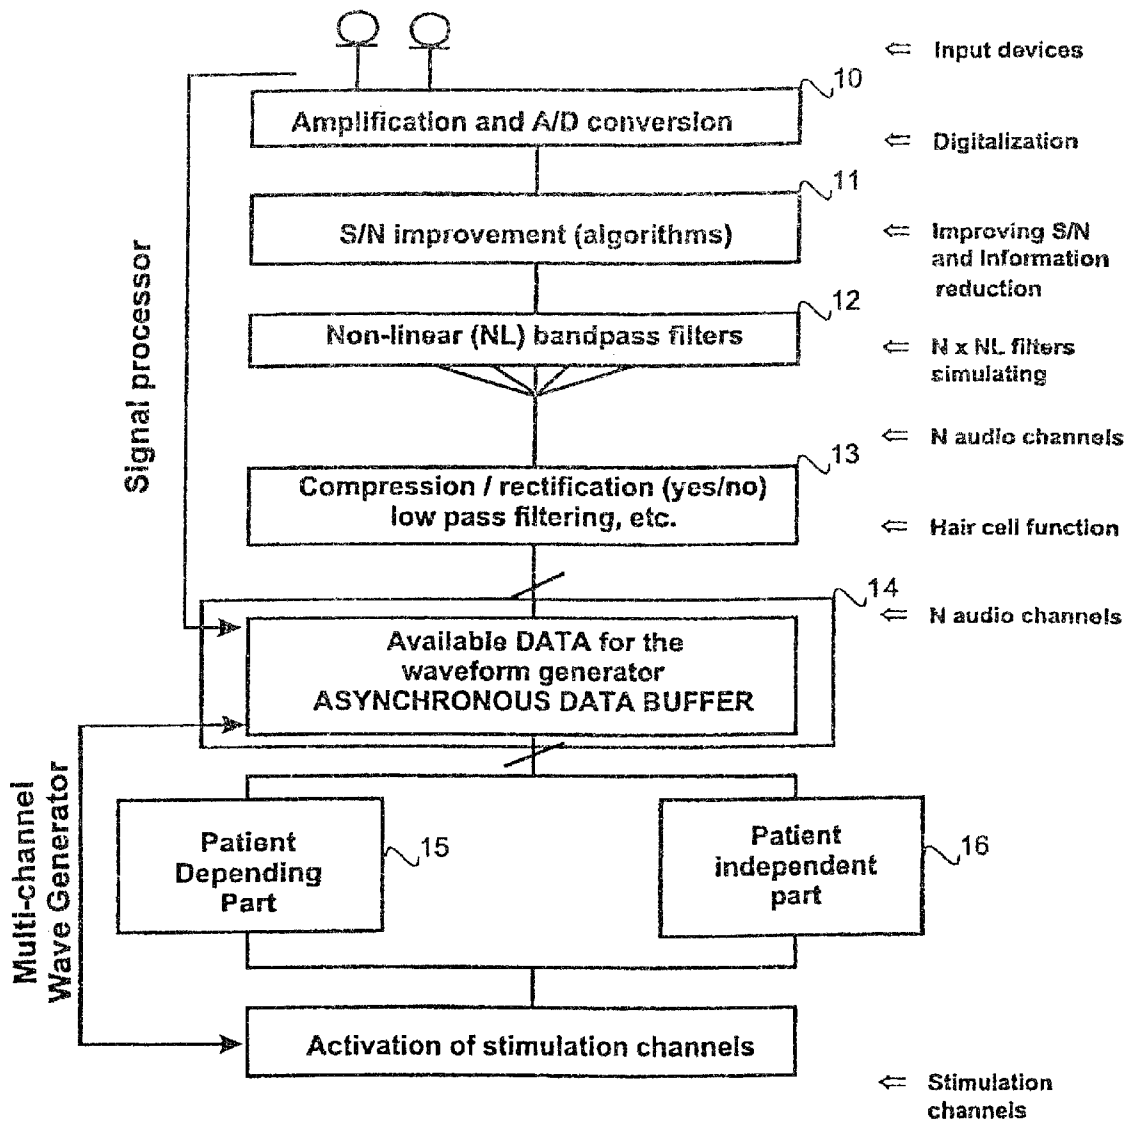 ⇐ Input devices
10
Amplification and A/D conversion
⇐ Digitalization
11
S/N improvement (algorithms)
⇐ Improving S/N
and Information
reduction
12
Non-linear (NL) bandpass filters
⇐ N x NL filters
simulating
⇐ N audio channels
13
Compression / rectification (yes/no)
low pass filtering, etc.
⇐ Hair cell function
14
⇐ N audio channels
Available DATA for the
waveform generator
ASYNCHRONOUS DATA BUFFER
Signal processor
Patient
Depending
Part
15
Patient
independent
part
16
Multi-channel
Wave Generator
Activation of stimulation channels
⇐ Stimulation
channels